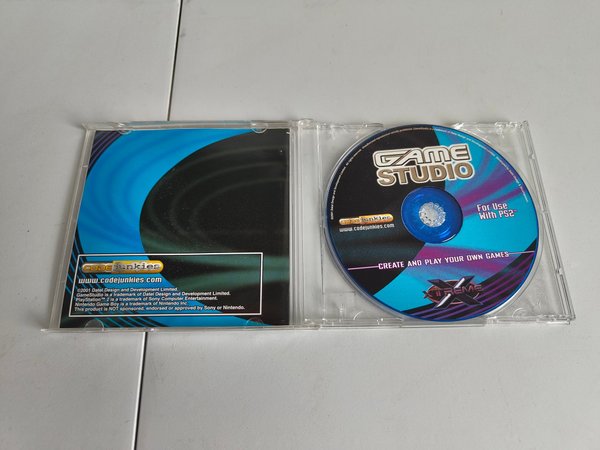 CODEJunkies
www.codejunkies.com
©2001 Datel Design and Development Limited.
GameStudio is a trademark of Datel Design and Development Limited.
PlayStation™ 2 is a trademark of Sony Computer Entertainment.
Nintendo Game Boy is a trademark of Nintendo Inc
This product is NOT sponsored, endorsed or approved by Sony or Nintendo.
GAME
STUDIO
CODEJunkies
www.codejunkies.com
For Use
With PS2
CREATE AND PLAY YOUR OWN GAMES
XTREME